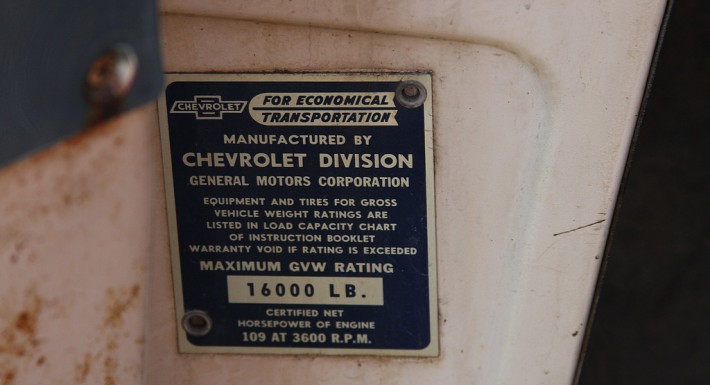 CHEVROLET
FOR ECONOMICAL
TRANSPORTATION
MANUFACTURED BY
CHEVROLET DIVISION
GENERAL MOTORS CORPORATION
EQUIPMENT AND TIRES FOR GROSS
VEHICLE WEIGHT RATINGS ARE
LISTED IN LOAD CAPACITY CHART
OF INSTRUCTION BOOKLET
WARRANTY VOID IF RATING IS EXCEEDED
MAXIMUM GVW RATING
16000 LB.
CERTIFIED NET
HORSEPOWER OF ENGINE
109 AT 3600 R.P.M.